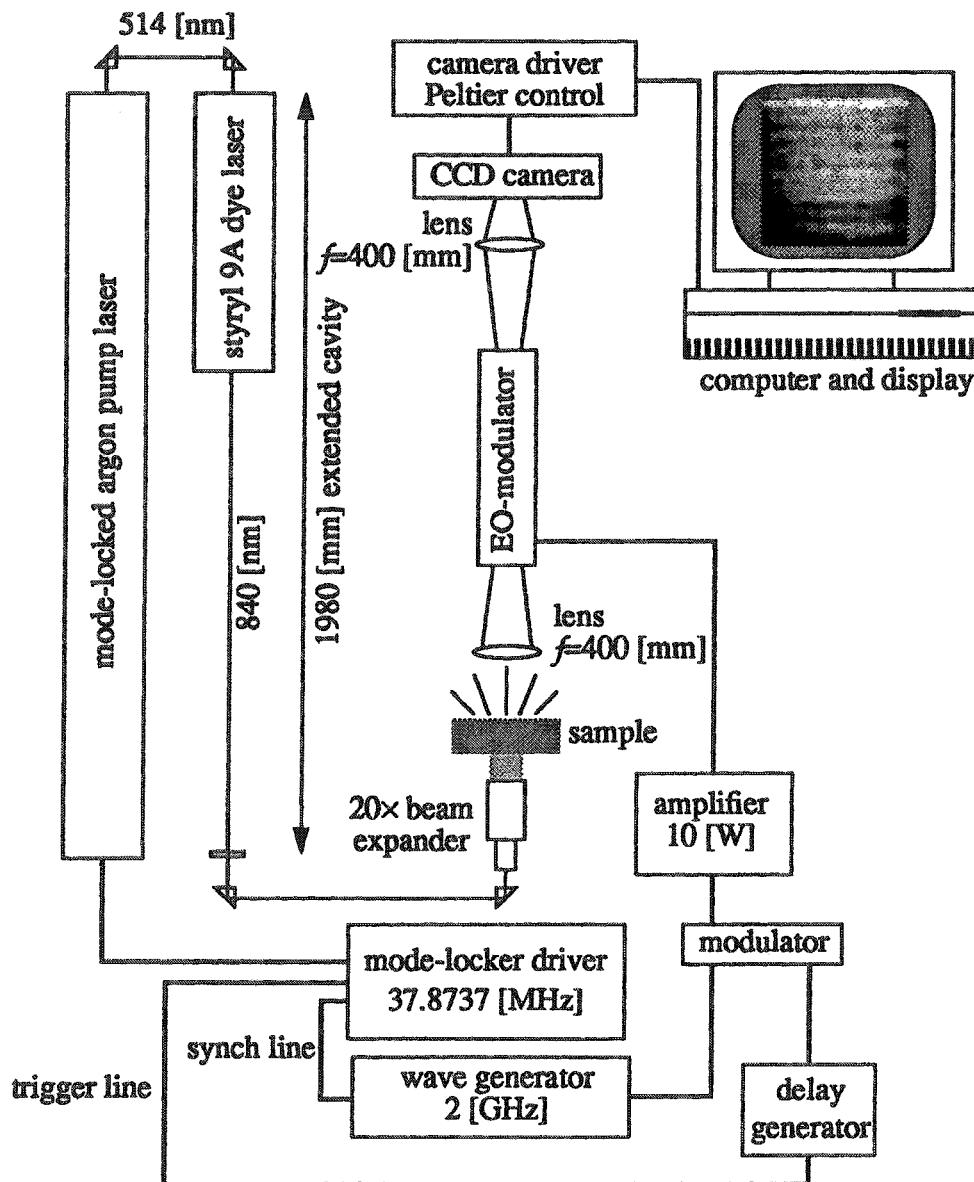 514 [nm]
camera driver
Peltier control
CCD camera
lens
f=400 [mm]
styryl 9A dye laser
mode-locked argon pump laser
1980 [mm] extended cavity
840 [nm]
EO-modulator
computer and display
lens
f=400 [mm]
sample
20× beam
expander
amplifier
10 [W]
modulator
mode-locker driver
37.8737 [MHz]
synch line
trigger line
wave generator
2 [GHz]
delay
generator